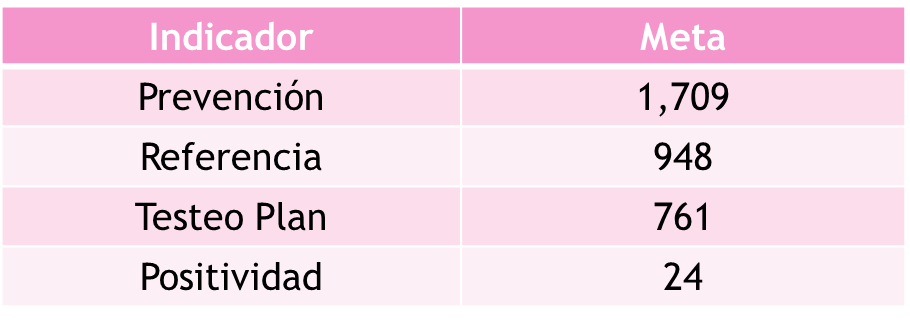 Indicador Meta
Prevención 1,709
Referencia 948
Testeo Plan 761
Positividad 24